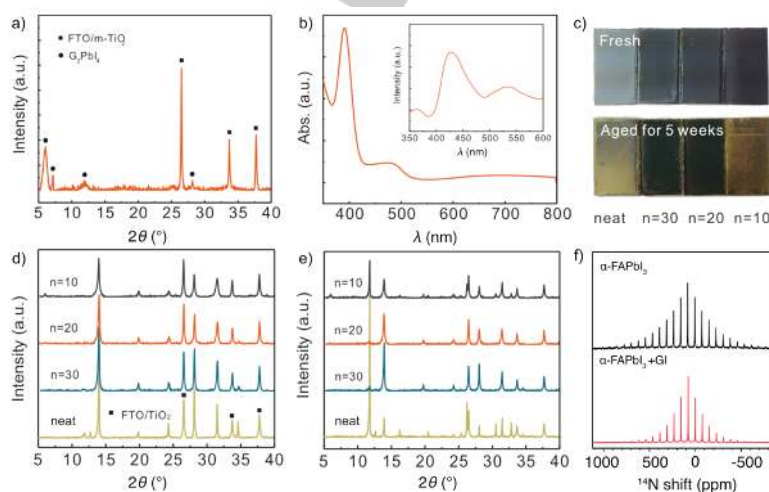 a)
FTO/m-TiO2
G2PbI4
Intensity (a.u.)
5 10 15 20 25 30 35 40
2θ (°)
b)
Abs. (a.u.)
400 500 600 700 800
λ (nm)
Intensity (a.u.)
350 400 450 500 550 600
λ (nm)
c)
Fresh
Aged for 5 weeks
neat n=30 n=20 n=10
d)
n=10
n=20
n=30
neat
FTO/TiO2
Intensity (a.u.)
5 10 15 20 25 30 35 40
2θ (°)
e)
n=10
n=20
n=30
neat
Intensity (a.u.)
5 10 15 20 25 30 35 40
2θ (°)
f)
α-FAPbI3
α-FAPbI3+GI
1000 500 0 -500
14N shift (ppm)